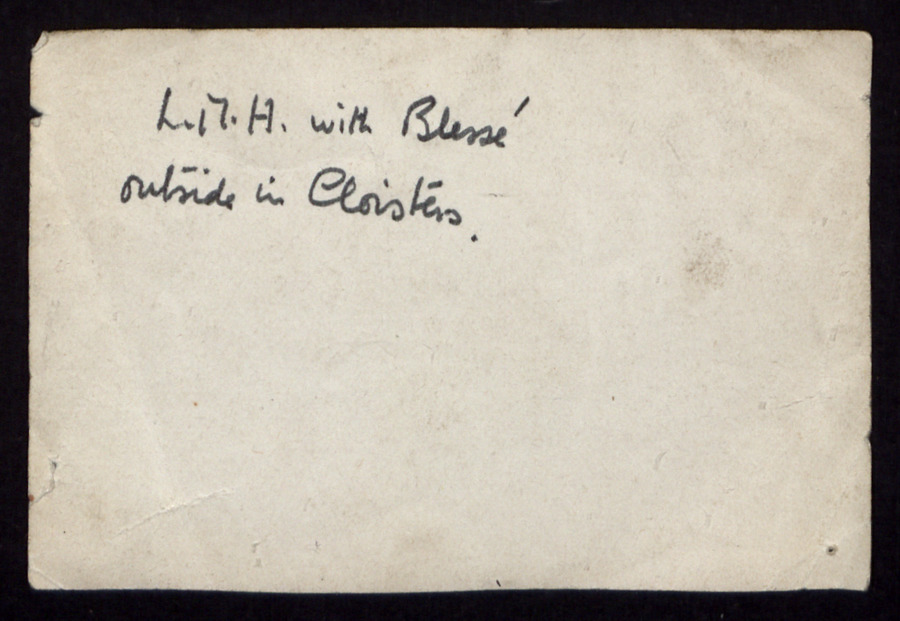 L.M.H. with Blessé
outside in Cloisters.